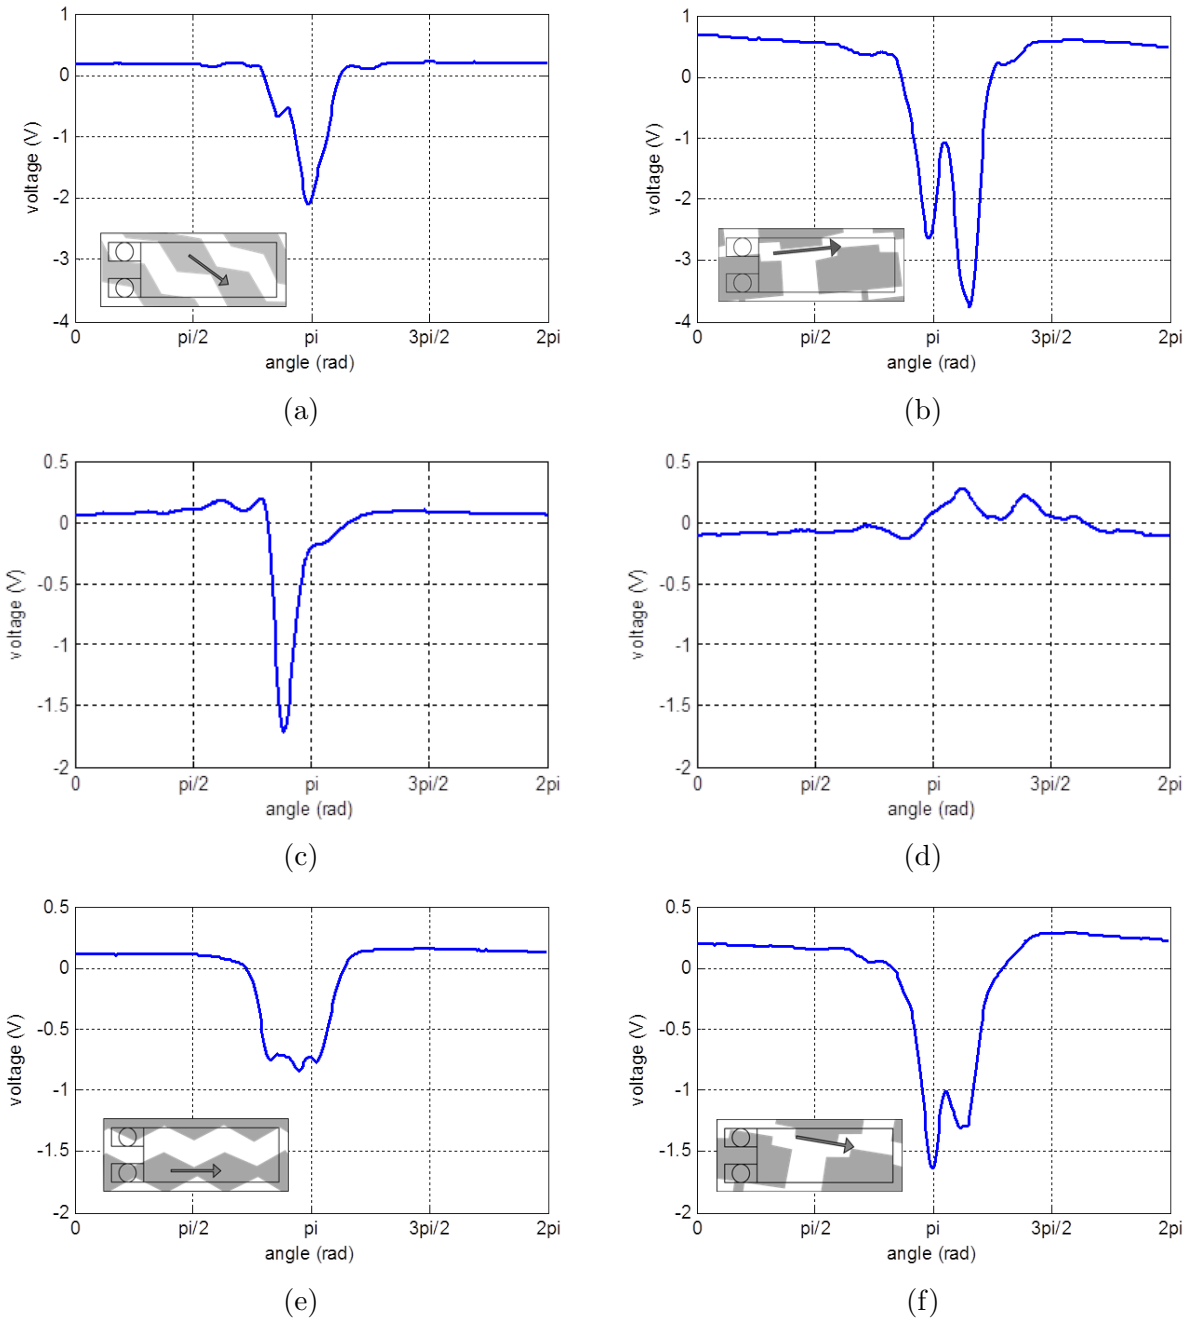 1
0
-1
-2
-3
-4
voltage (V)
0 pi/2 pi 3pi/2 2pi
angle (rad)
(a)
1
0
-1
-2
-3
-4
voltage (V)
0 pi/2 pi 3pi/2 2pi
angle (rad)
(b)
0.5
0
-0.5
-1
-1.5
-2
voltage (V)
0 pi/2 pi 3pi/2 2pi
angle (rad)
(c)
0.5
0
-0.5
-1
-1.5
-2
voltage (V)
0 pi/2 pi 3pi/2 2pi
angle (rad)
(d)
0.5
0
-0.5
-1
-1.5
-2
voltage (V)
0 pi/2 pi 3pi/2 2pi
angle (rad)
(e)
0.5
0
-0.5
-1
-1.5
-2
voltage (V)
0 pi/2 pi 3pi/2 2pi
angle (rad)
(f)